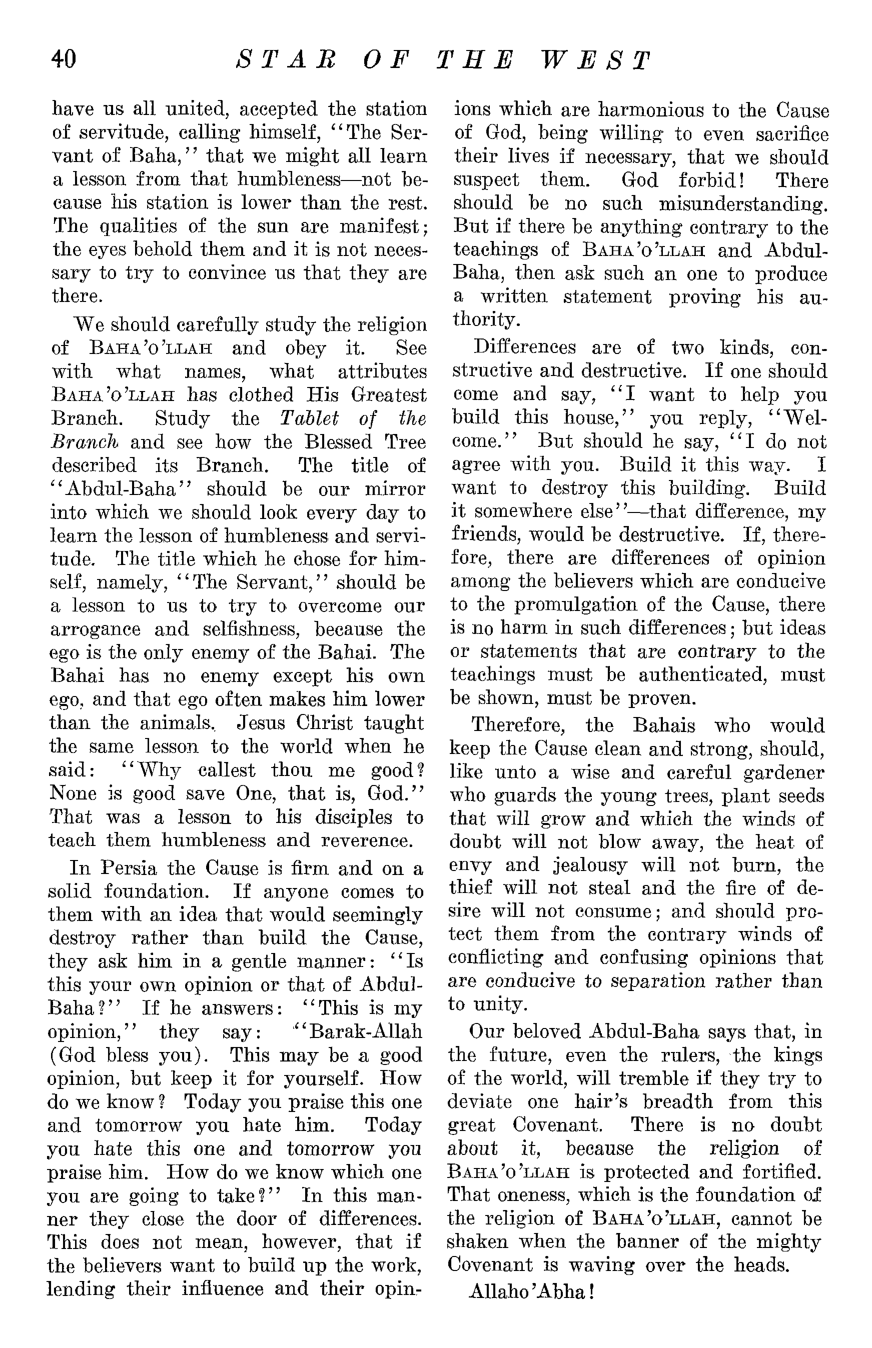 40 STAR OF THE WEST
have us all united, accepted the station
of servitude, calling himself, "The Ser-
vant of Baha," that we might all learn
a lesson from that humbleness—not be-
cause his station is lower than the rest.
The qualities of the sun are manifest;
the eyes behold them and it is not neces-
sary to try to convince us that they are
there.
We should carefully study the religion
of BAHA'O'LLAH and obey it. See
with what names, what attributes
BAHA'O'LLAH has clothed His Greatest
Branch. Study the Tablet of the
Branch and see how the Blessed Tree
described its Branch. The title of
"Abdul-Baha" should be our mirror
into which we should look every day to
learn the lesson of humbleness and servi-
tude. The title which he chose for him-
self, namely, "The Servant," should be
a lesson to us to try to overcome our
arrogance and selfishness, because the
ego is the only enemy of the Bahai. The
Bahai has no enemy except his own
ego, and that ego often makes him lower
than the animals. Jesus Christ taught
the same lesson to the world when he
said: "Why callest thou me good?
None is good save One, that is, God."
That was a lesson to his disciples to
teach them humbleness and reverence.
In Persia the Cause is firm and on a
solid foundation. If anyone comes to
them with an idea that would seemingly
destroy rather than build the Cause,
they ask him in a gentle manner: "Is
this your own opinion or that of Abdul-
Baha?" If he answers: "This is my
opinion," they say: "Barak-Allah
(God bless you). This may be a good
opinion, but keep it for yourself. How
do we know? Today you praise this one
and tomorrow you hate him. Today
you hate this one and tomorrow you
praise him. How do we know which one
you are going to take?" In this man-
ner they close the door of differences.
This does not mean, however, that if
the believers want to build up the work,
lending their influence and their opin-
ions which are harmonious to the Cause
of God, being willing to even sacrifice
their lives if necessary, that we should
suspect them. God forbid! There
should be no such misunderstanding.
But if there be anything contrary to the
teachings of BAHA'O'LLAH and Abdul-
Baha, then ask such an one to produce
a written statement proving his au-
thority.
Differences are of two kinds, con-
structive and destructive. If one should
come and say, "I want to help you
build this house," you reply, "Wel-
come." But should he say, "I do not
agree with you. Build it this way. I
want to destroy this building. Build
it somewhere else"—that difference, my
friends, would be destructive. If, there-
fore, there are differences of opinion
among the believers which are conducive
to the promulgation of the Cause, there
is no harm in such differences; but ideas
or statements that are contrary to the
teachings must be authenticated, must
be shown, must be proven.
Therefore, the Bahais who would
keep the Cause clean and strong, should,
like unto a wise and careful gardener
who guards the young trees, plant seeds
that will grow and which the winds of
doubt will not blow away, the heat of
envy and jealousy will not burn, the
thief will not steal and the fire of de-
sire will not consume; and should pro-
tect them from the contrary winds of
conflicting and confusing opinions that
are conducive to separation rather than
to unity.
Our beloved Abdul-Baha says that, in
the future, even the rulers, the kings
of the world, will tremble if they try to
deviate one hair's breadth from this
great Covenant. There is no doubt
about it, because the religion of
BAHA'O'LLAH is protected and fortified.
That oneness, which is the foundation of
the religion of BAHA'O'LLAH, cannot be
shaken when the banner of the mighty
Covenant is waving over the heads.
Allaho'Abha!